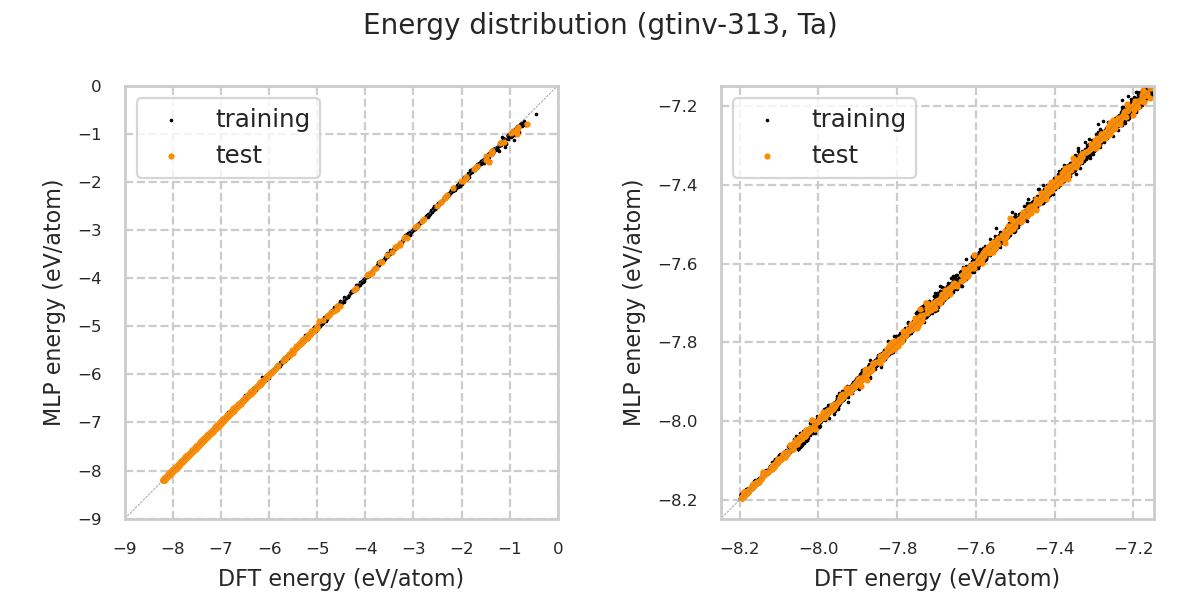 Energy distribution (gtinv-313, Ta)
training
test
0
−1
−2
−3
−4
−5
−6
−7
−8
−9
−9 −8 −7 −6 −5 −4 −3 −2 −1 0
MLP energy (eV/atom)
DFT energy (eV/atom)
training
test
−7.2
−7.4
−7.6
−7.8
−8.0
−8.2
−8.2 −8.0 −7.8 −7.6 −7.4 −7.2
MLP energy (eV/atom)
DFT energy (eV/atom)